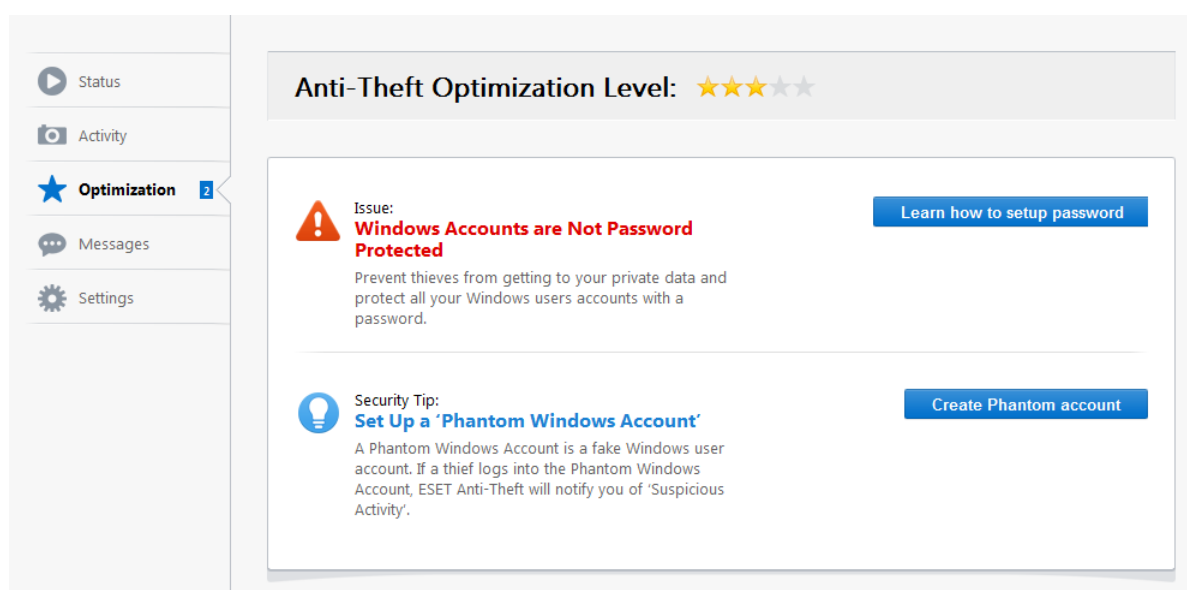 Status
Activity
Optimization 2
Messages
Settings
Anti-Theft Optimization Level:
Issue:
Windows Accounts are Not Password
Protected
Prevent thieves from getting to your private data and
protect all your Windows users accounts with a
password.
Learn how to setup password
Security Tip:
Set Up a ‘Phantom Windows Account’
A Phantom Windows Account is a fake Windows user
account. If a thief logs into the Phantom Windows
Account, ESET Anti-Theft will notify you of ‘Suspicious
Activity’.
Create Phantom account